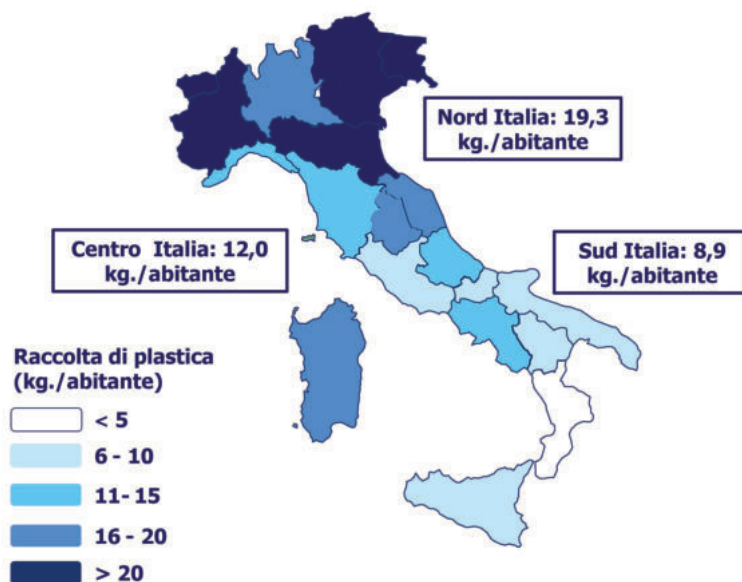 Nord Italia: 19,3
kg./abitante
Centro Italia: 12,0
kg./abitante
Sud Italia: 8,9
kg./abitante
Raccolta di plastica
(kg./abitante)
< 5
6 - 10
11- 15
16 - 20
> 20